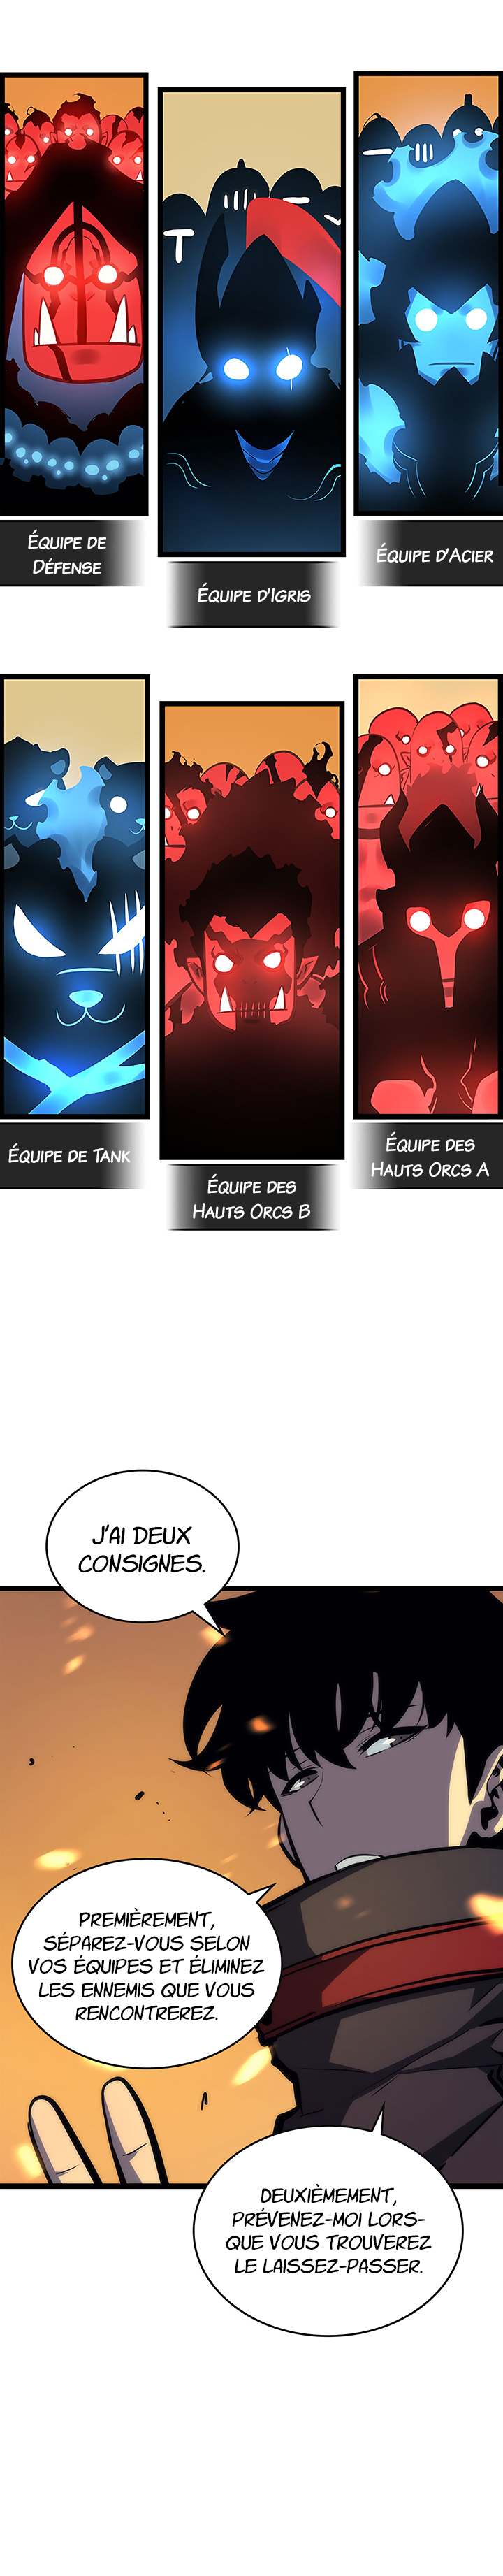 ÉQUIPE DE
DÉFENSE
ÉQUIPE D'IGRIS
ÉQUIPE D'ACIER
ÉQUIPE DE TANK
ÉQUIPE DES
HAUTS ORCS B
ÉQUIPE DES
HAUTS ORCS A
J'AI DEUX
CONSIGNES.
PREMIÈREMENT,
SÉPAREZ-VOUS SELON
VOS ÉQUIPES ET ÉLIMINEZ
LES ENNEMIS QUE VOUS
RENCONTREREZ.
DEUXIÈMEMENT,
PRÉVENEZ-MOI LORS-
QUE VOUS TROUVEREZ
LE LAISSEZ-PASSER.